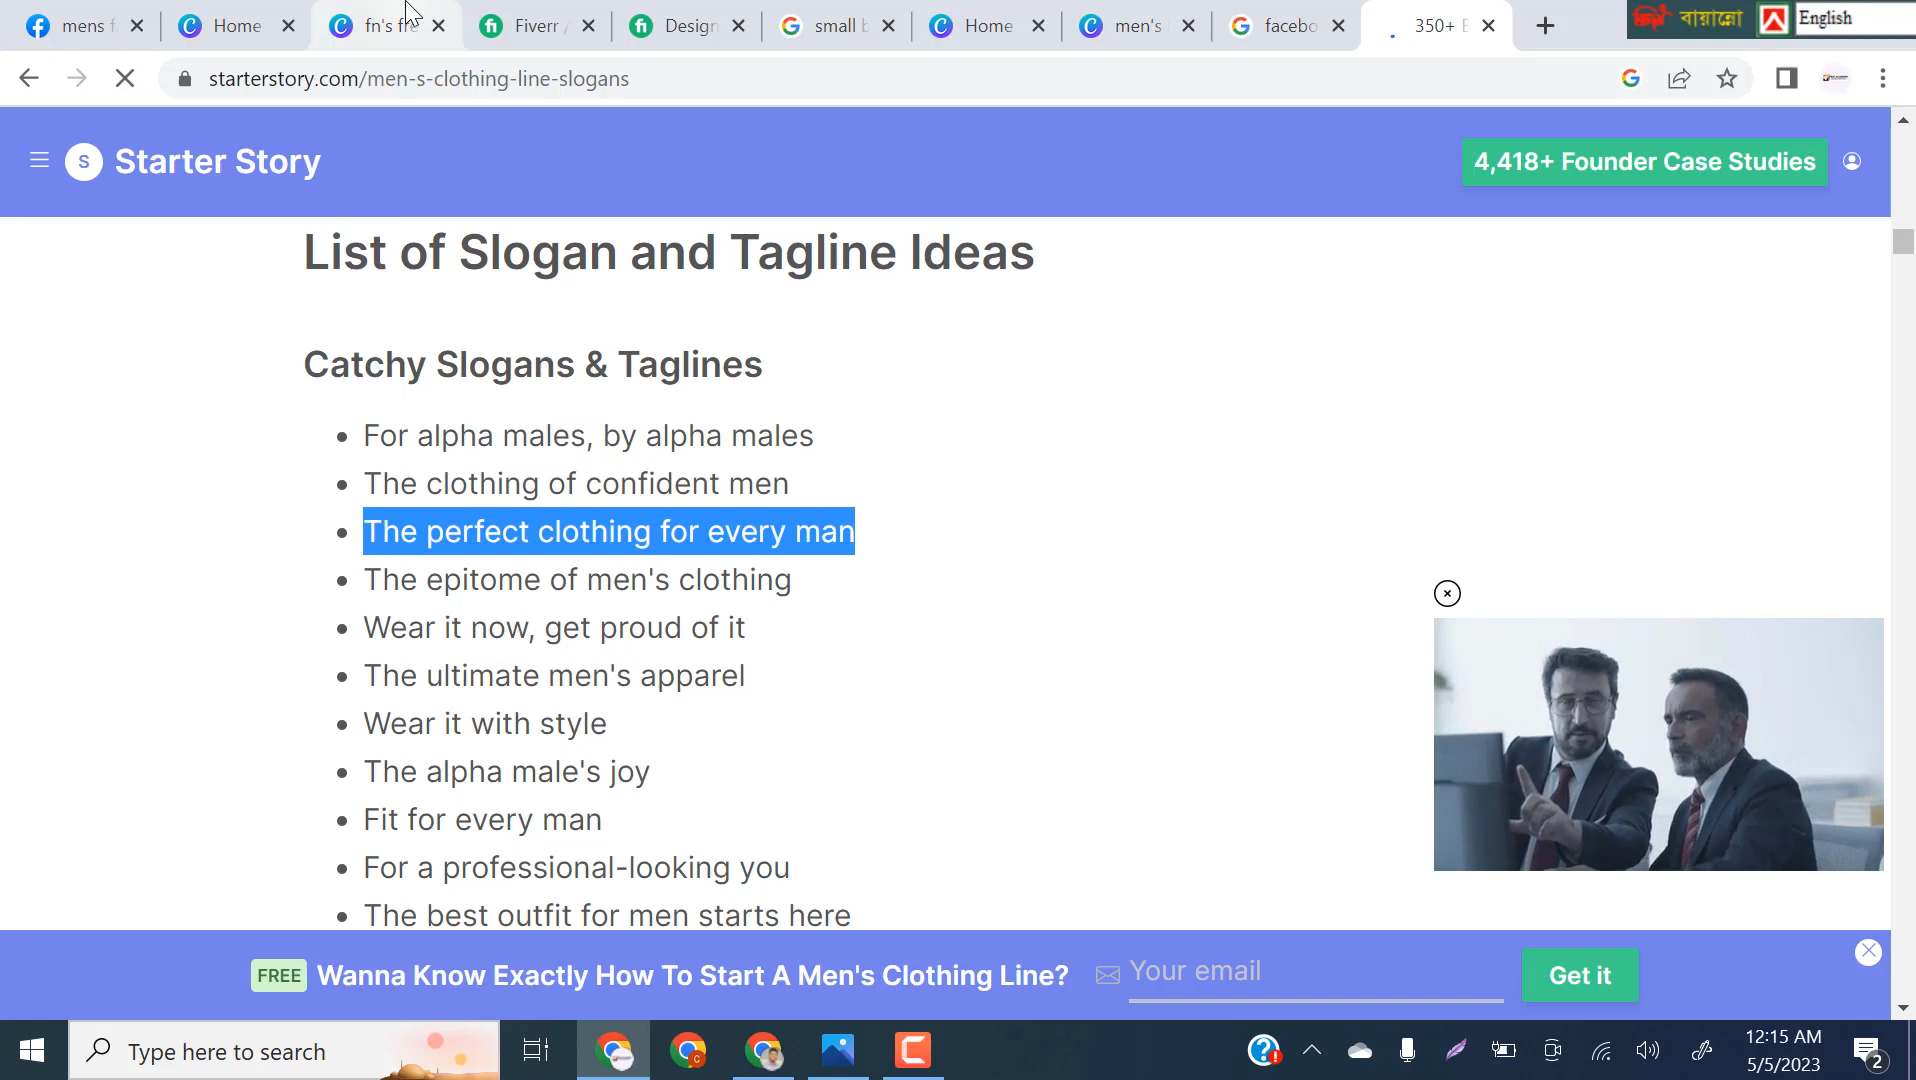 mens f
Home
fn's fre
Fiverr /
Design
small b
Home
men's
facebo
350+ E
বায়ান্নো
English
starterstory.com/men-s-clothing-line-slogans
S
Starter Story
4,418+ Founder Case Studies
List of Slogan and Tagline Ideas
Catchy Slogans & Taglines
For alpha males, by alpha males
The clothing of confident men
The perfect clothing for every man
The epitome of men's clothing
Wear it now, get proud of it
The ultimate men's apparel
Wear it with style
The alpha male's joy
Fit for every man
For a professional-looking you
The best outfit for men starts here
FREE
Wanna Know Exactly How To Start A Men's Clothing Line?
Your email
Get it
Type here to search
12:15 AM
5/5/2023
2